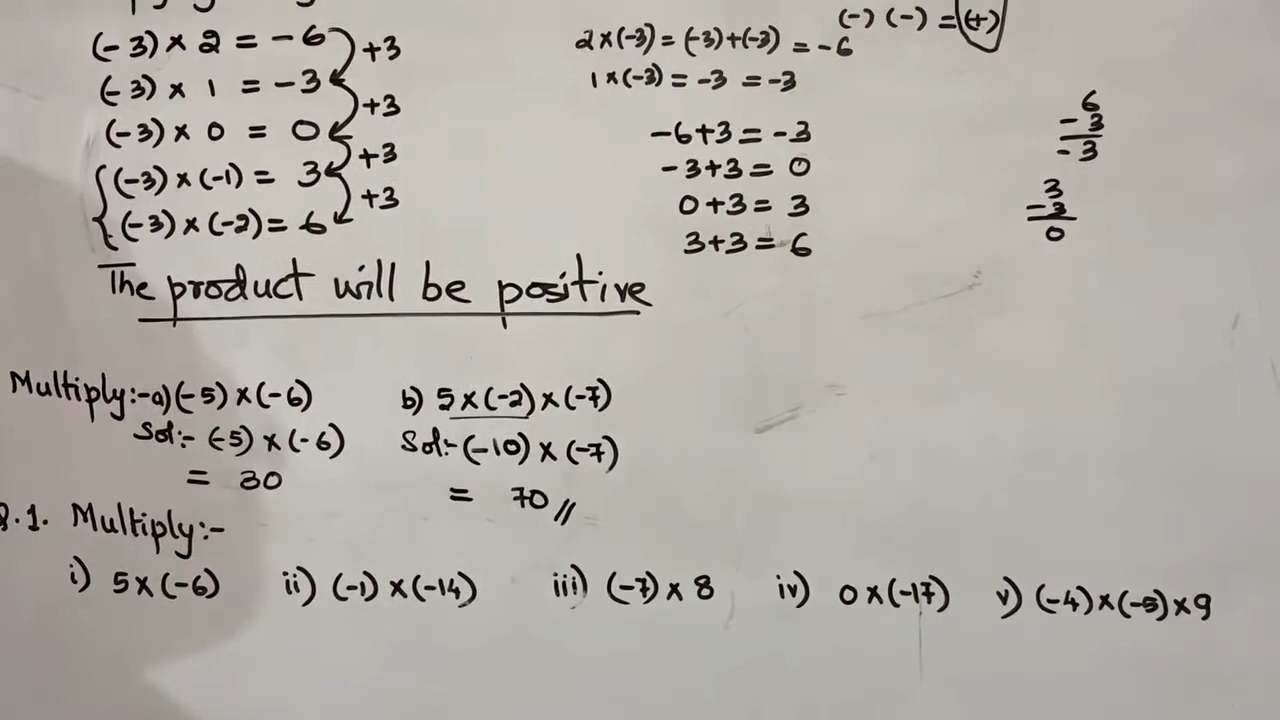 (-3) × 2 = -6 +3
(-3) × 1 = -3 +3
(-3) × 0 = 0 +3
(-3) × (-1) = 3 +3
(-3) × (-2) = 6
The product will be positive
(-) (-) = (+)
2 × (-3) = (-3) + (-3) = -6
1 × (-3) = -3 = -3
-6+3 = -3
-3+3 = 0
0+3 = 3
3+3 = 6
6
-3
-3
3
-3
0
Multiply:- a) (-5) × (-6) b) 5 × (-2) × (-7)
Sol:- (-5) × (-6) Sol:- (-10) × (-7)
= 30 = 70 //
Q.1. Multiply:-
i) 5 × (-6) ii) (-1) × (-14) iii) (-7) × 8 iv) 0 × (-17) v) (-4) × (-5) × 9